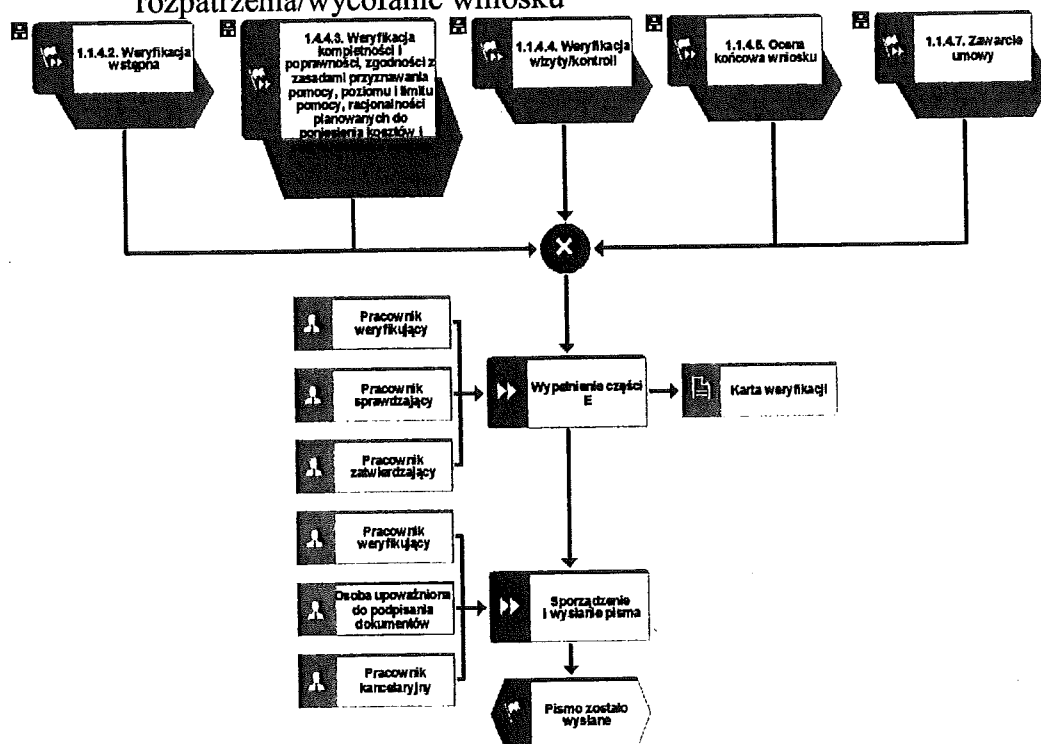 rozpatrzenia/wycofanie wniosku
1.1.4.2. Weryfikacja
wstępna
1.4.4.3. Weryfikacja
kompletności i
poprawności, zgodności z
zasadami przyznawania
pomocy, poziomu i limitu
pomocy, racjonalności
planowanych do
poniesienia kosztów i
1.1.4.4. Weryfikacja
wizyty/kontroli
1.1.4.5. Ocena
końcowa wniosku
1.1.4.7. Zawarcie
umowy
Pracownik
weryfikujący
Pracownik
sprawdzający
Pracownik
zatwierdzający
Wypełnienie części
E
Karta weryfikacji
Pracownik
weryfikujący
Osoba upoważniona
do podpisania
dokumentów
Pracownik
kancelaryjny
Sporządzenie
i wysłanie pisma
Pismo zostało
wysłane